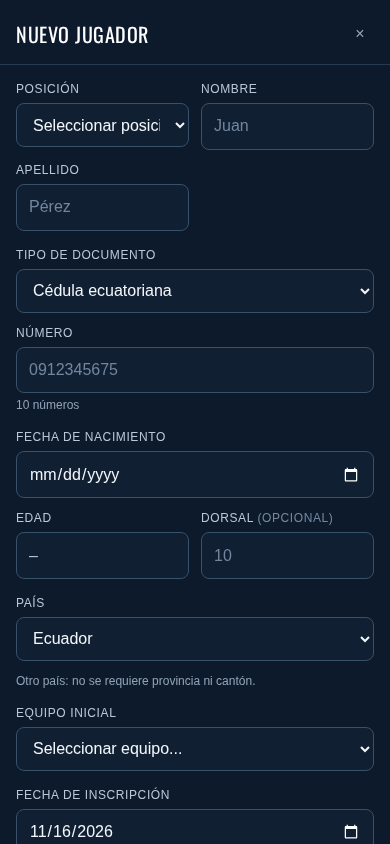 NUEVO JUGADOR ×
POSICIÓN NOMBRE
Seleccionar posici Juan
APELLIDO
Pérez
TIPO DE DOCUMENTO
Cédula ecuatoriana
NÚMERO
0912345675
10 números
FECHA DE NACIMIENTO
mm/dd/yyyy
EDAD DORSAL (OPCIONAL)
– 10
PAÍS
Ecuador
Otro país: no se requiere provincia ni cantón.
EQUIPO INICIAL
Seleccionar equipo...
FECHA DE INSCRIPCIÓN
11/16/2026